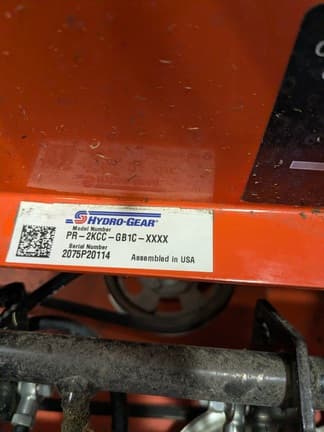 HYDRO-GEAR®
Model Number
PR-2KCC-GB1C-XXXX
Serial Number
2075P20114
Assembled in USA